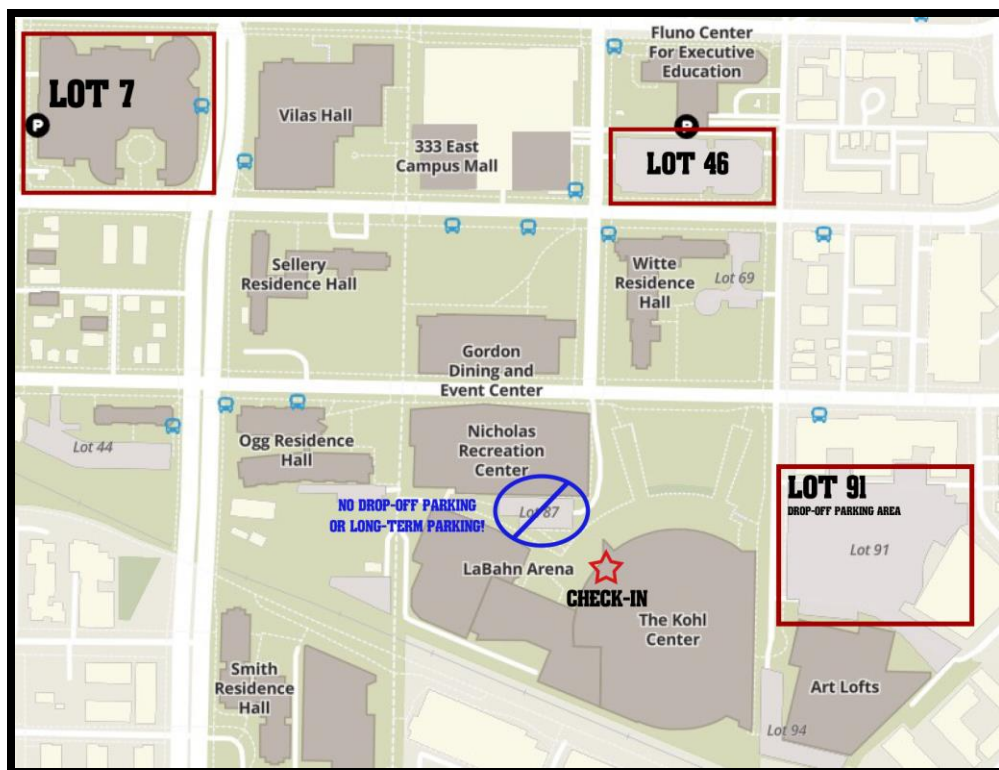 Fluno Center
For Executive
Education
LOT 7
P
Vilas Hall
333 East
Campus Mall
P
LOT 46
Sellery
Residence Hall
Witte
Residence
Hall
Lot 69
Gordon
Dining and
Event Center
Lot 44
Ogg Residence
Hall
Nicholas
Recreation
Center
NO DROP-OFF PARKING
OR LONG-TERM PARKING!
Lot 87
LOT 91
DROP-OFF PARKING AREA
Lot 91
LaBahn Arena
CHECK-IN
The Kohl
Center
Smith
Residence
Hall
Art Lofts
Lot 94